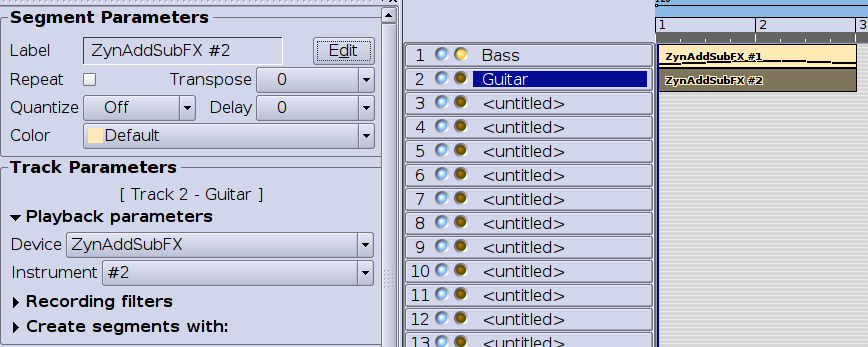 Segment Parameters
Label ZynAddSubFX #2 Edit
Repeat Transpose 0
Quantize Off Delay 0
Color Default
Track Parameters
[ Track 2 - Guitar ]
Playback parameters
Device ZynAddSubFX
Instrument #2
Recording filters
Create segments with:
1 Bass
2 Guitar
3 <untitled>
4 <untitled>
5 <untitled>
6 <untitled>
7 <untitled>
8 <untitled>
9 <untitled>
10 <untitled>
11 <untitled>
12 <untitled>
13 <untitled>
1 2 3
ZynAddSubFX #1
ZynAddSubFX #2